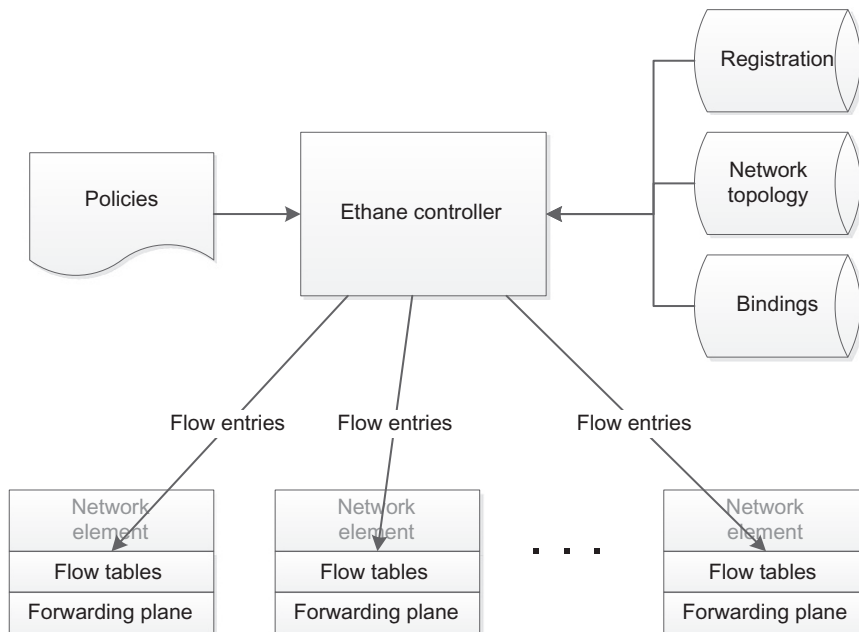 Registration
Policies
Ethane controller
Network
topology
Bindings
Flow entries
Flow entries
Flow entries
Network
element
Flow tables
Forwarding plane
Network
element
Flow tables
Forwarding plane
. . .
Network
element
Flow tables
Forwarding plane